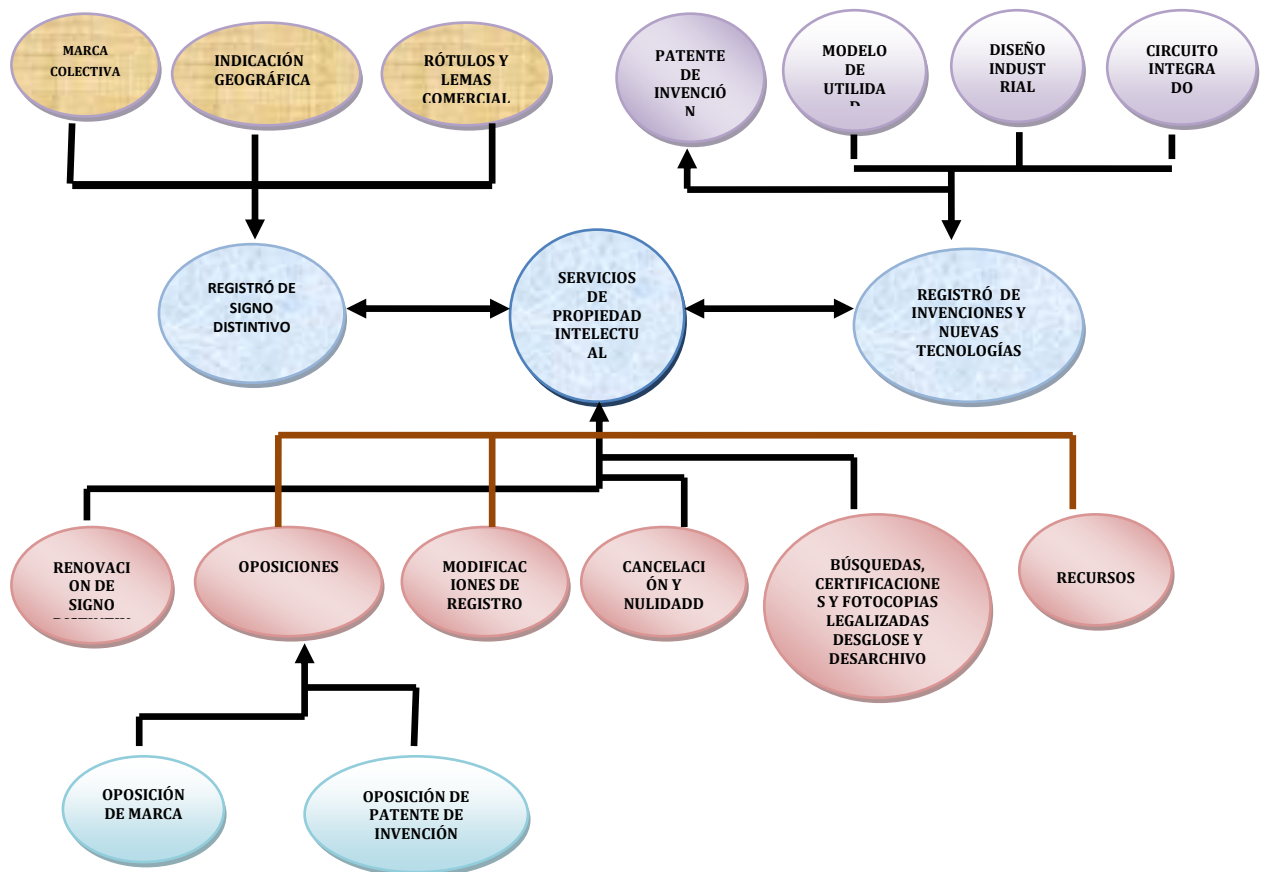 MARCA
COLECTIVA
INDICACIÓN
GEOGRÁFICA
RÓTULOS Y
LEMAS
COMERCIAL
PATENTE
DE
INVENCIÓ
N
MODELO
DE
UTILIDA
DISEÑO
INDUST
RIAL
CIRCUITO
INTEGRA
DO
REGISTRÓ DE
SIGNO
DISTINTIVO
SERVICIOS
DE
PROPIEDAD
INTELECTU
AL
REGISTRÓ DE
INVENCIONES Y
NUEVAS
TECNOLOGÍAS
RENOVACI
ON DE
SIGNO
OPOSICIONES
MODIFICAC
IONES DE
REGISTRO
CANCELACI
ÓN Y
NULIDADD
BÚSQUEDAS,
CERTIFICACIONE
S Y FOTOCOPIAS
LEGALIZADAS
DESGLOSE Y
DESARCHIVO
RECURSOS
OPOSICIÓN
DE MARCA
OPOSICIÓN DE
PATENTE DE
INVENCIÓN